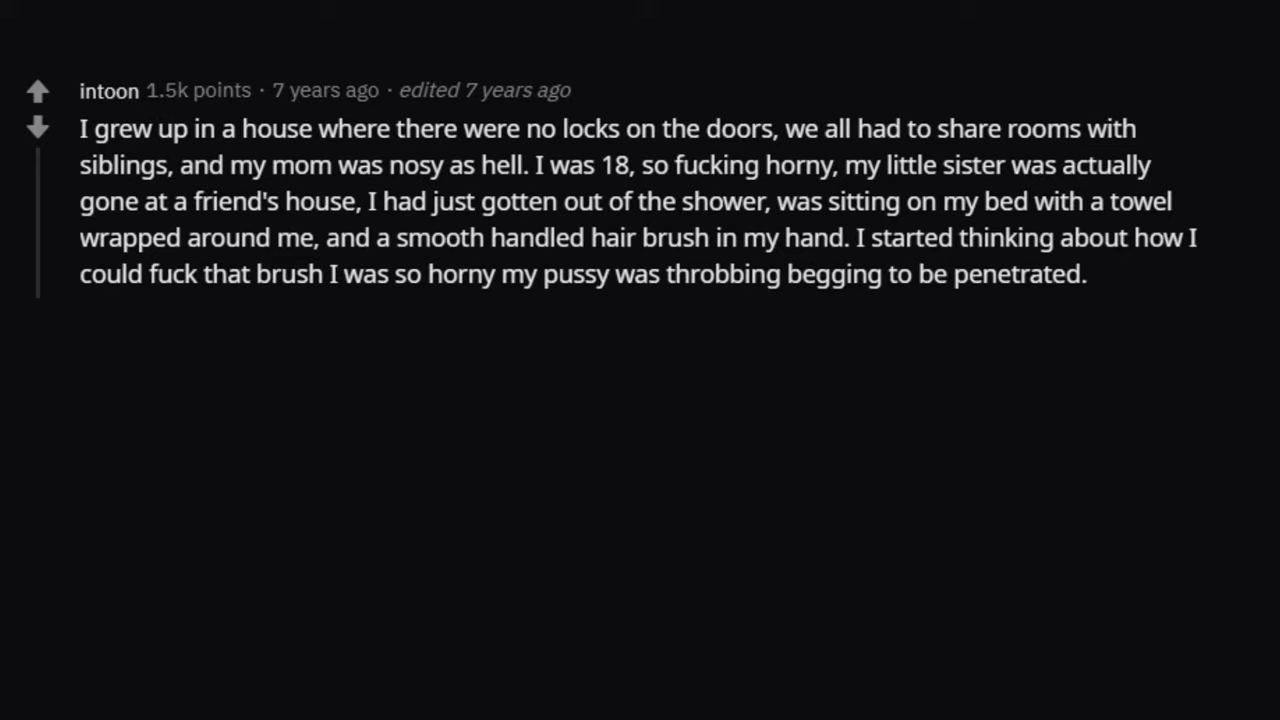 intoon 1.5k points · 7 years ago · edited 7 years ago
I grew up in a house where there were no locks on the doors, we all had to share rooms with
siblings, and my mom was nosy as hell. I was 18, so fucking horny, my little sister was actually
gone at a friend's house, I had just gotten out of the shower, was sitting on my bed with a towel
wrapped around me, and a smooth handled hair brush in my hand. I started thinking about how I
could fuck that brush I was so horny my pussy was throbbing begging to be penetrated.